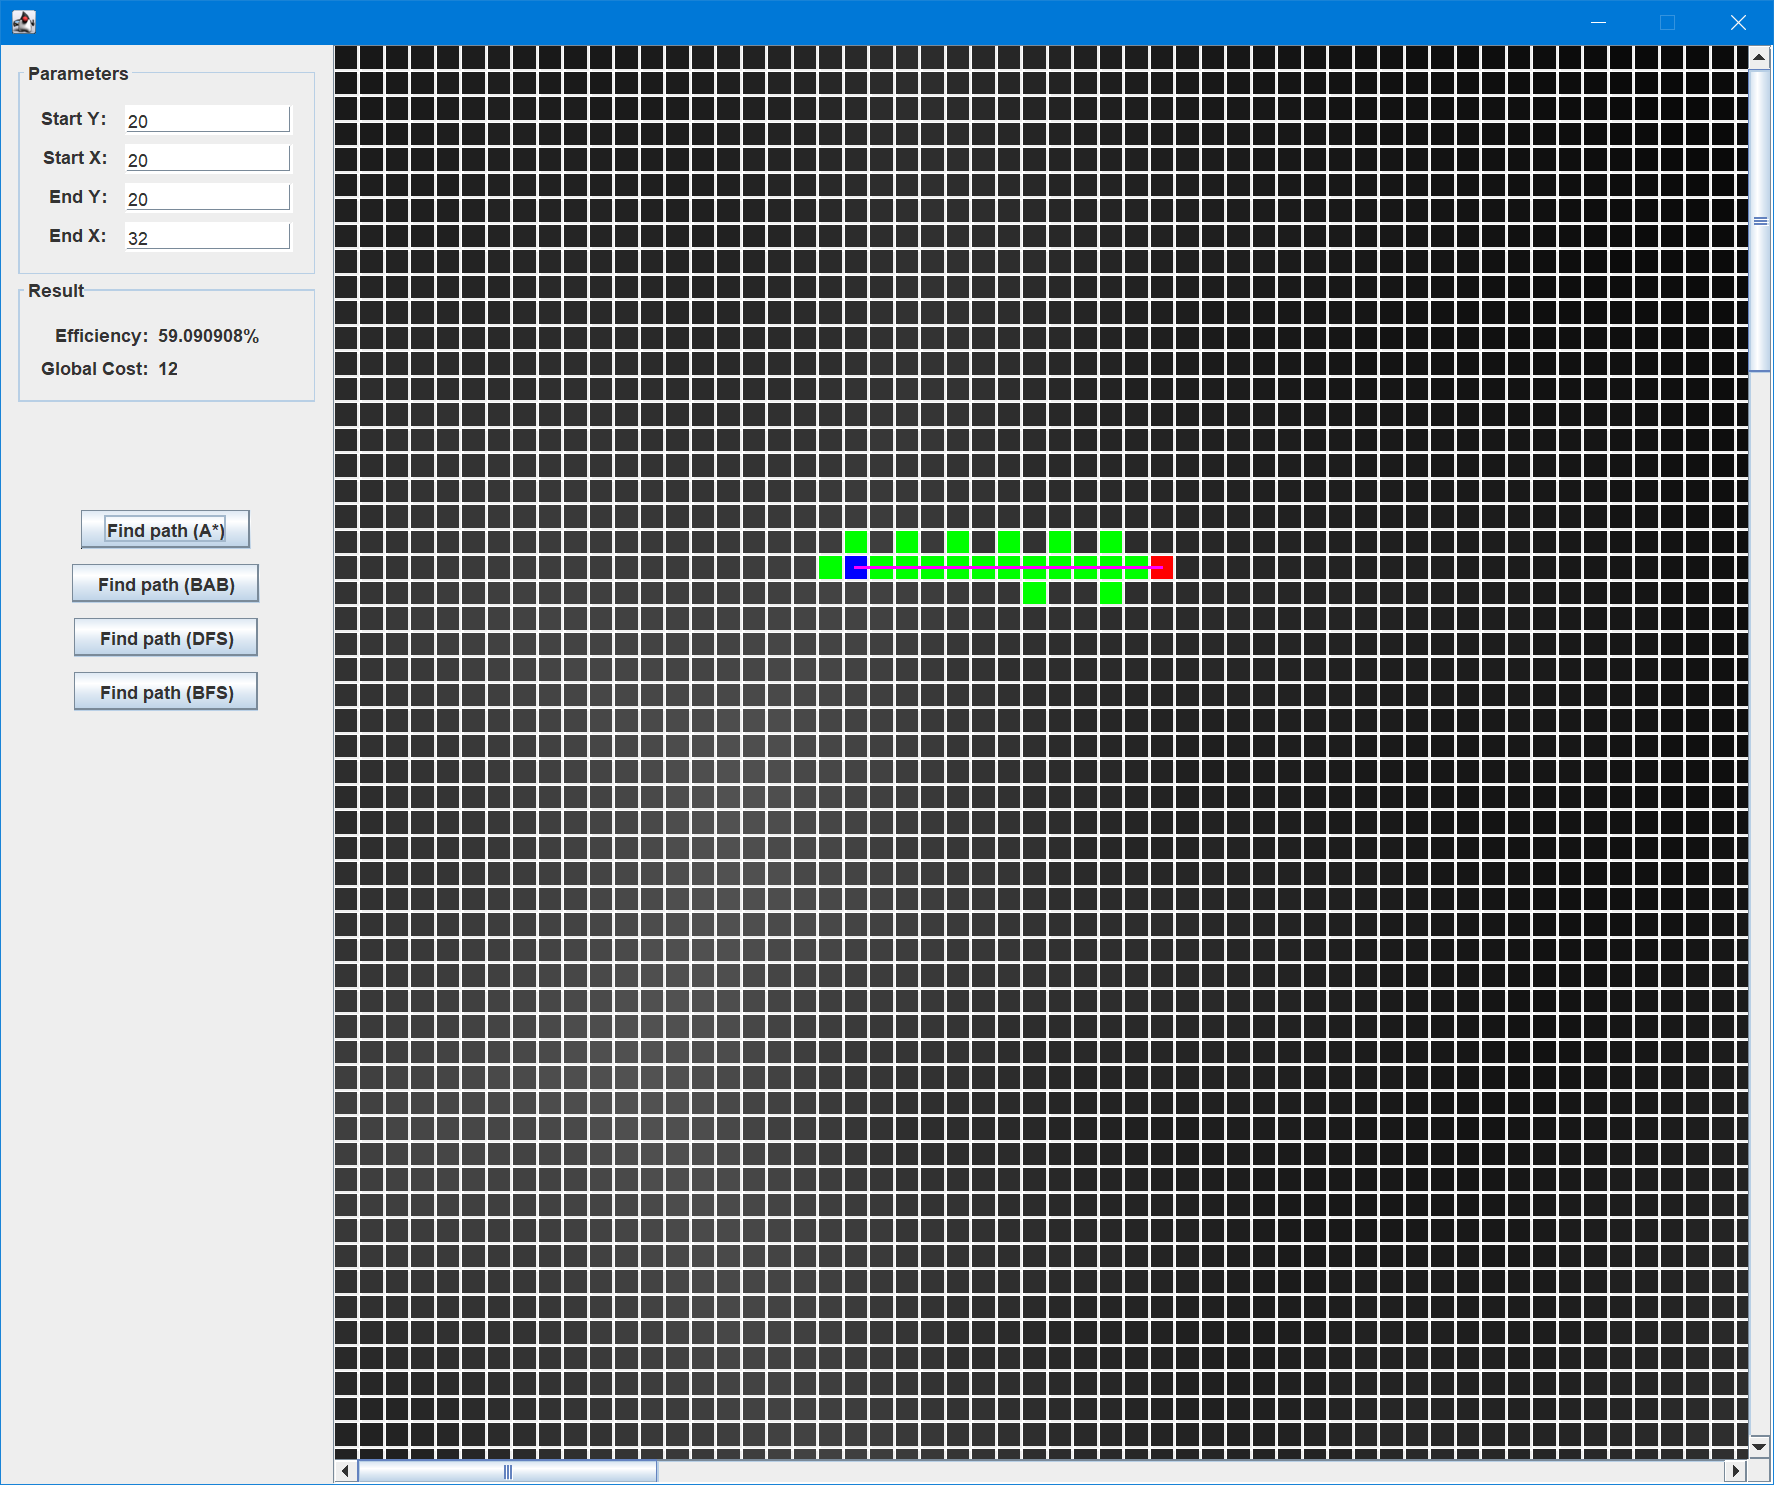 Parameters
Start Y: 20
Start X: 20
End Y: 20
End X: 32
Result
Efficiency: 59.090908%
Global Cost: 12
Find path (A*)
Find path (BAB)
Find path (DFS)
Find path (BFS)